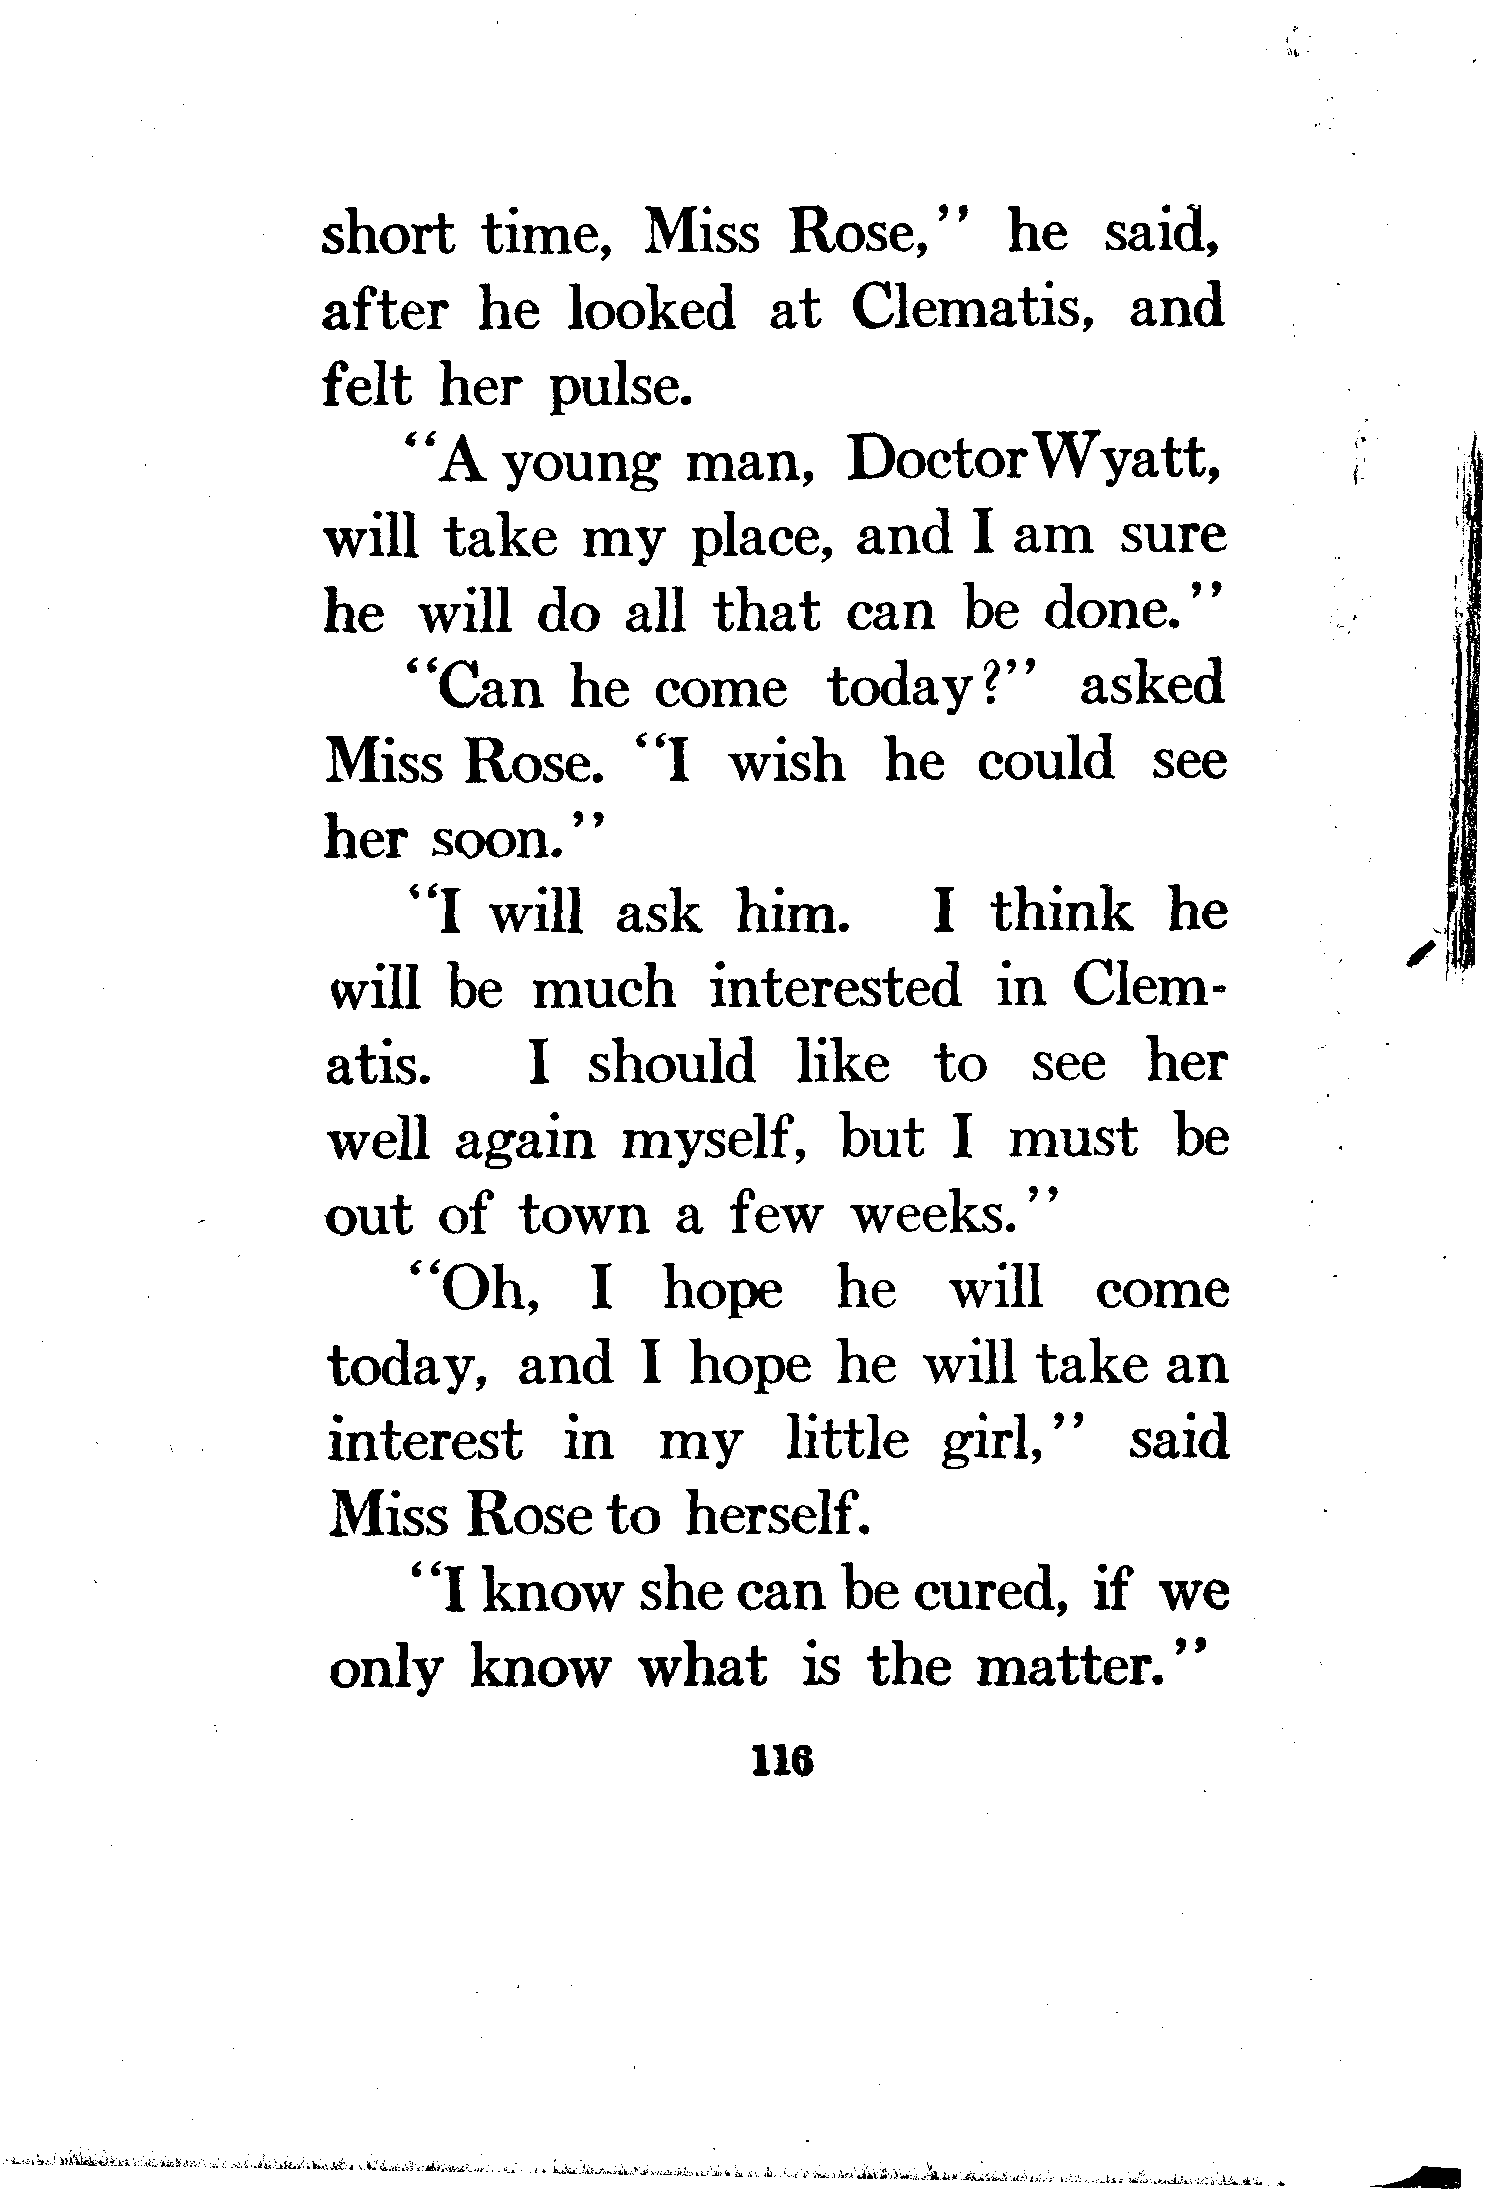 short time, Miss Rose,’’ he said,
after he looked at Clematis, and
felt her pulse.
‘‘A young man, Doctor Wyatt,
will take my place, and I am sure
he will do all that can be done.’’
‘‘Can he come today?’’ asked
Miss Rose. ‘‘I wish he could see
her soon.’’
‘‘I will ask him. I think he
will be much interested in Clem-
atis. I should like to see her
well again myself, but I must be
out of town a few weeks.’’
‘‘Oh, I hope he will come
today, and I hope he will take an
interest in my little girl,’’ said
Miss Rose to herself.
‘‘I know she can be cured, if we
only know what is the matter.’’
116